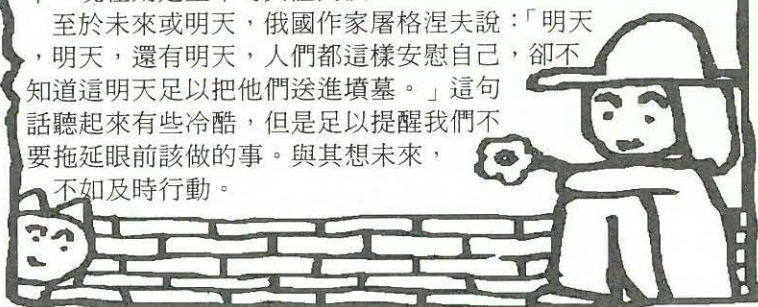 至於未來或明天，俄國作家屠格涅夫說：「明天
，明天，還有明天，人們都這樣安慰自己，卻不
知道這明天足以把他們送進墳墓。」這句
話聽起來有些冷酷，但是足以提醒我們不
要拖延眼前該做的事。與其想未來，
不如及時行動。